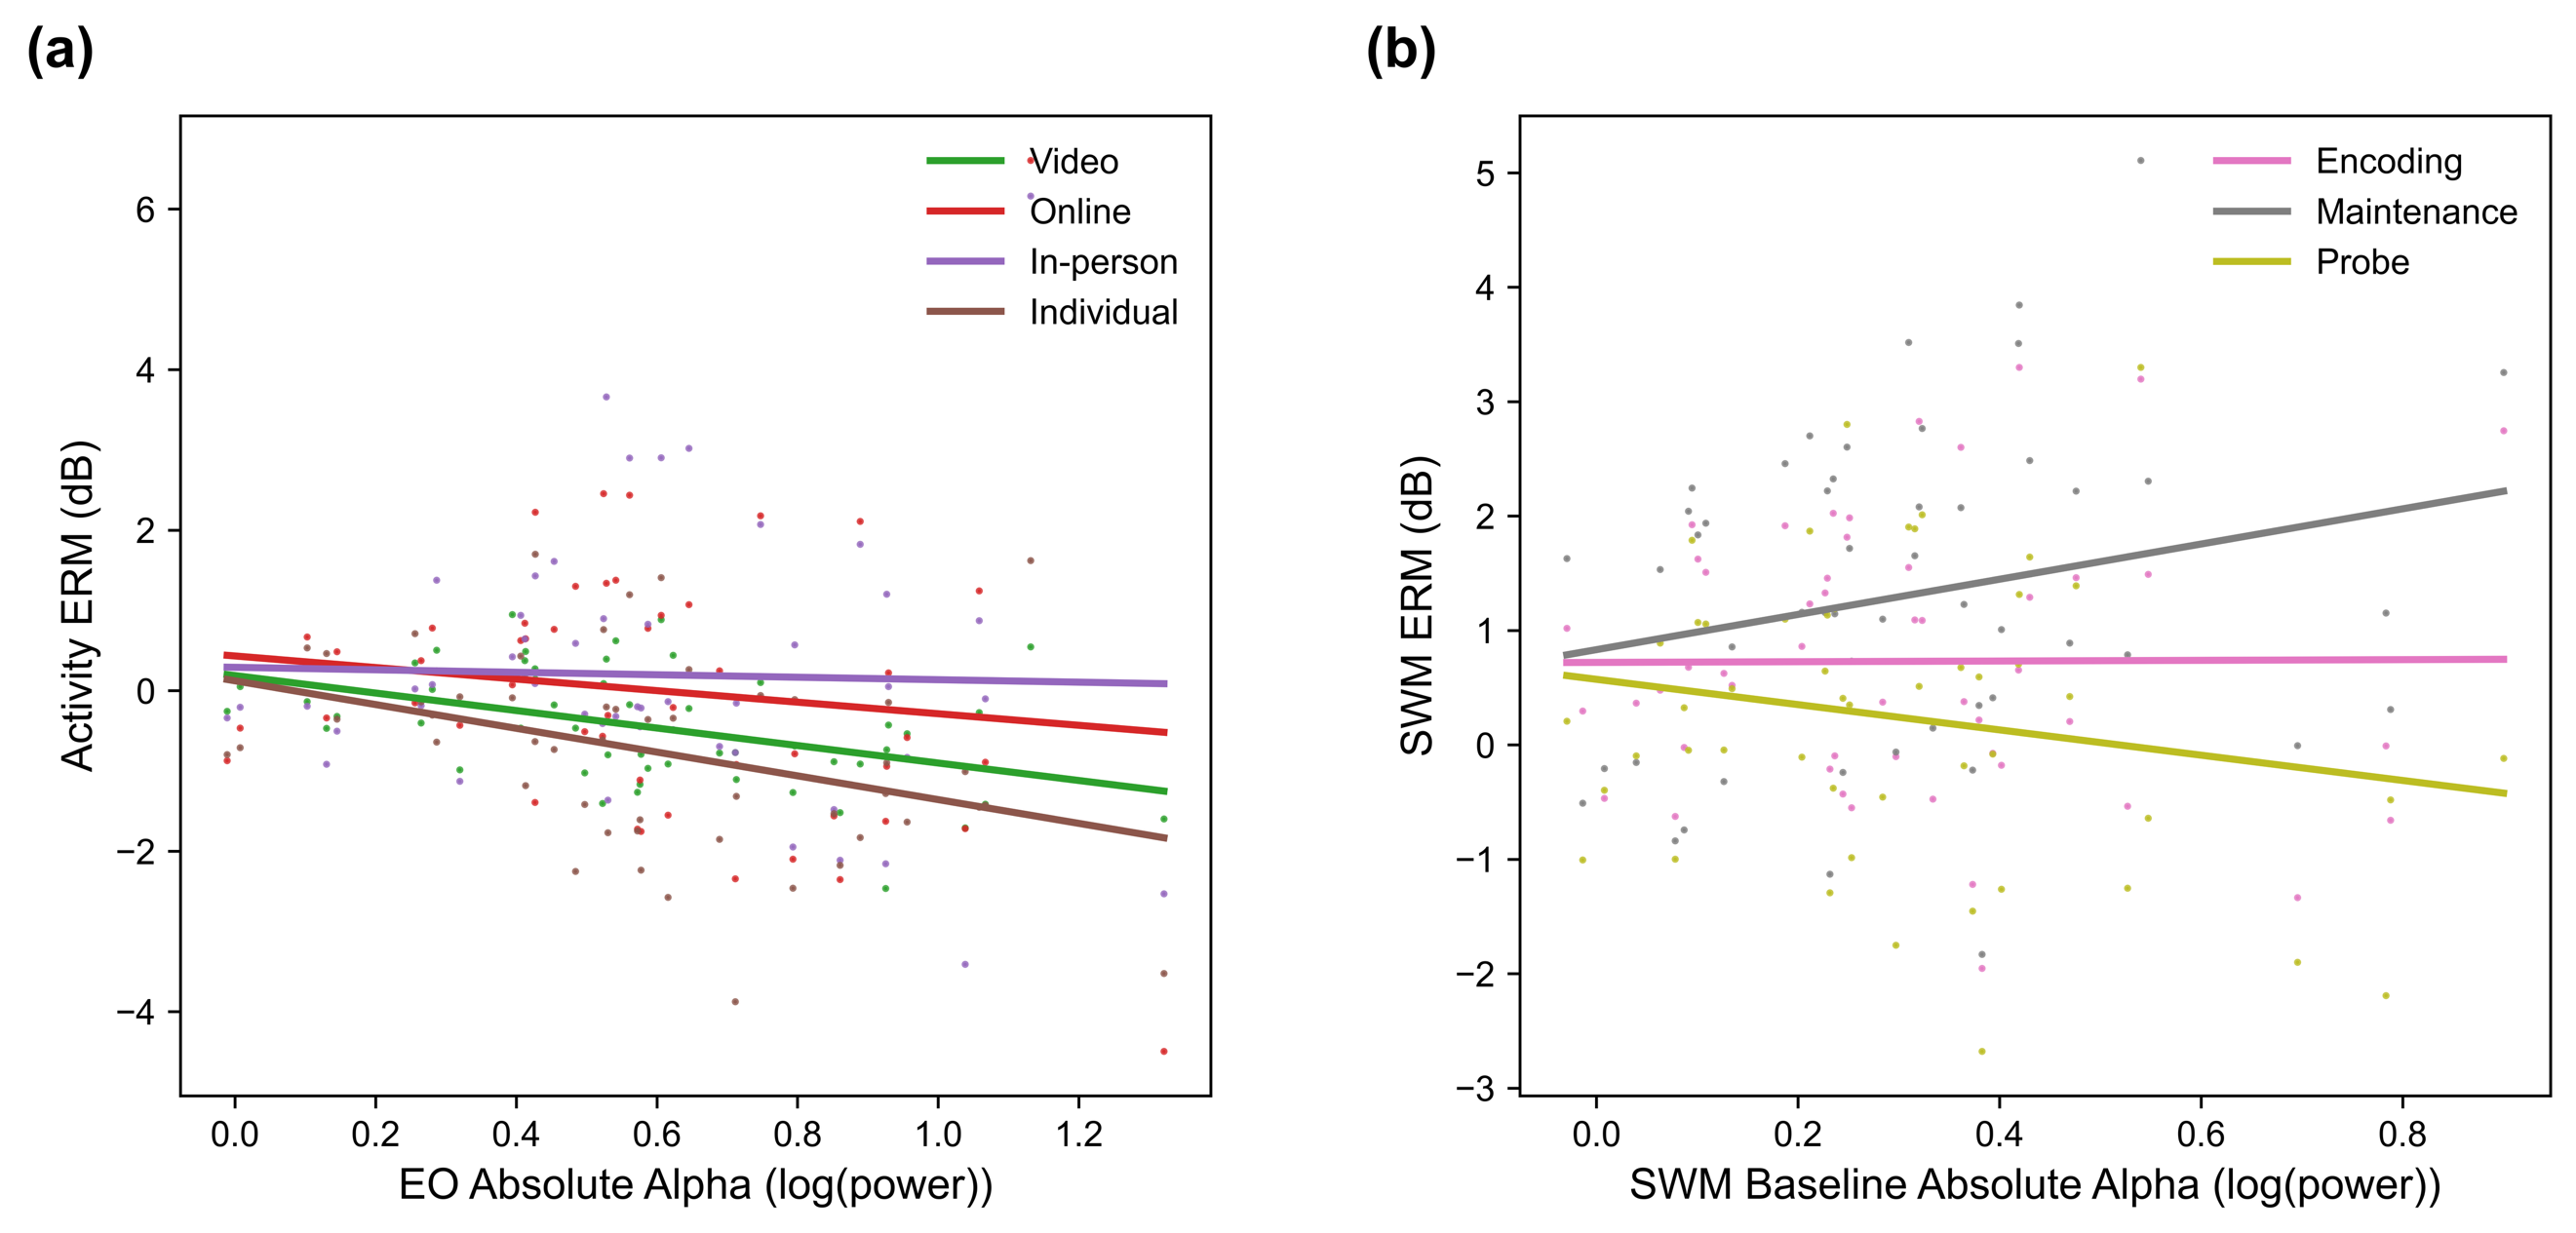 (a)
Activity ERM (dB)
6
4
2
0
−2
−4
Video
Online
In-person
Individual
0.0 0.2 0.4 0.6 0.8 1.0 1.2
EO Absolute Alpha (log(power))
(b)
SWM ERM (dB)
5
4
3
2
1
0
−1
−2
−3
Encoding
Maintenance
Probe
0.0 0.2 0.4 0.6 0.8
SWM Baseline Absolute Alpha (log(power))